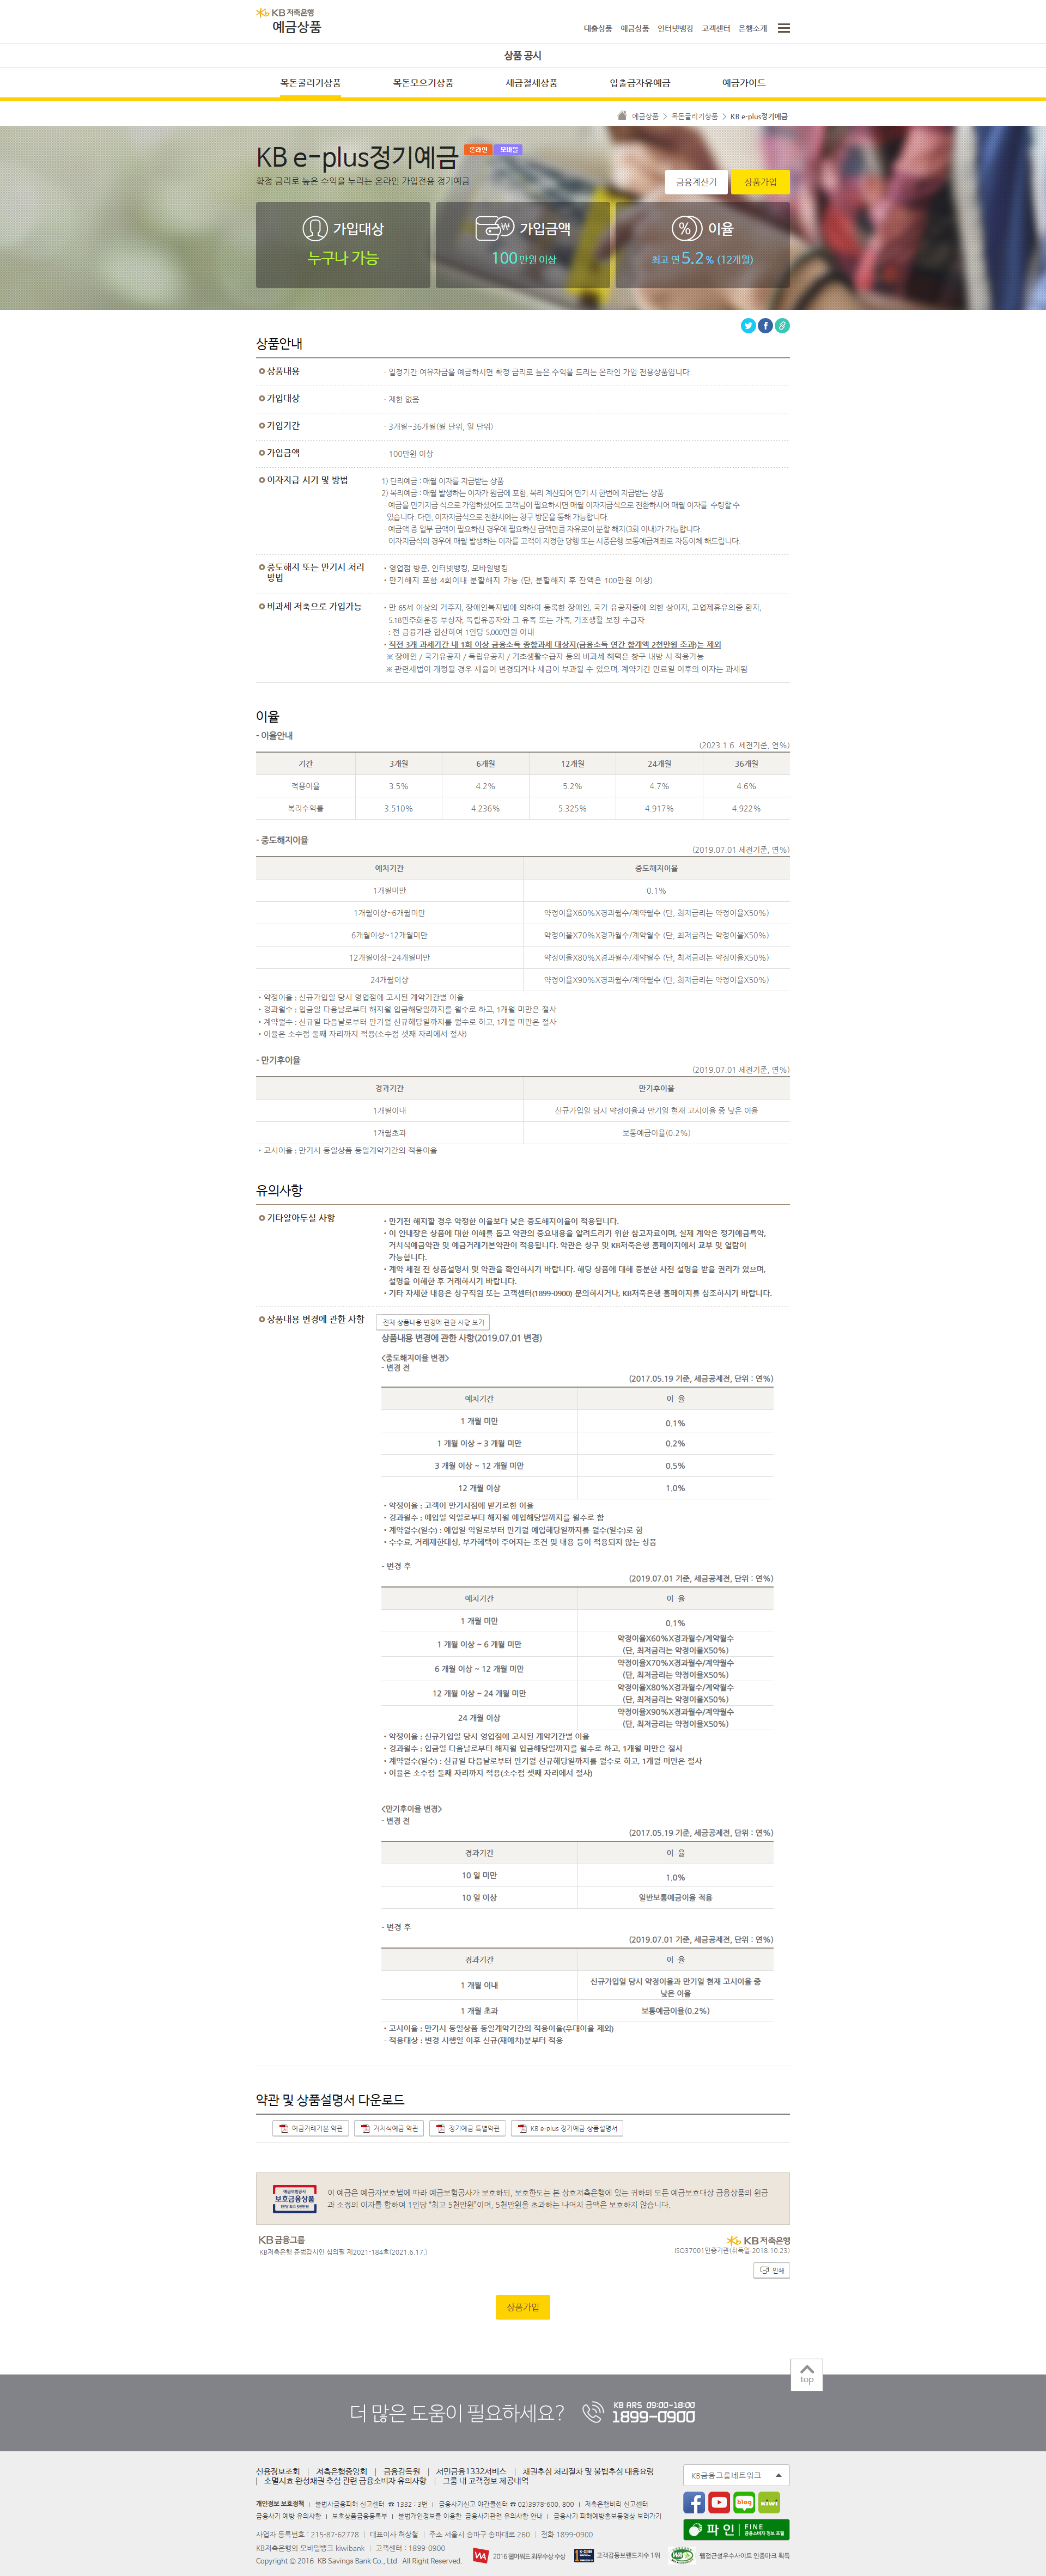 KB 저축은행
예금상품
대출상품 예금상품 인터넷뱅킹 고객센터 은행소개
상품 공시
목돈굴리기상품 목돈모으기상품 세금절세상품 입출금자유예금 예금가이드
예금상품 > 목돈굴리기상품 > KB e-plus정기예금
KB e-plus정기예금 온라인 모바일
확정 금리로 높은 수익을 누리는 온라인 가입전용 정기예금
금융계산기 상품가입
가입대상 가입금액 이율
누구나 가능 100만원 이상 최고 연 5.2% (12개월)
상품안내
상품내용 · 일정기간 여유자금을 예금하시면 확정 금리로 높은 수익을 드리는 온라인 가입 전용상품입니다.
가입대상 · 제한 없음
가입기간 · 3개월~36개월(월 단위, 일 단위)
가입금액 · 100만원 이상
이자지급 시기 및 방법 1) 단리예금 : 매월 이자를 지급받는 상품
2) 복리예금 : 매월 발생하는 이자가 원금에 포함, 복리 계산되어 만기 시 한번에 지급받는 상품
· 예금을 만기지급 식으로 가입하셨어도 고객님이 필요하시면 매월 이자지급식으로 전환하시어 매월 이자를 수령할 수
있습니다. 다만, 이자지급식으로 전환시에는 창구 방문을 통해 가능합니다.
· 예금액 중 일부 금액이 필요하신 경우에 필요하신 금액만큼 자유로이 분할 해지(3회 이내)가 가능합니다.
· 이자지급식의 경우에 매월 발생하는 이자를 고객이 지정한 당행 또는 시중은행 보통예금계좌로 자동이체 해드립니다.
중도해지 또는 만기시 처리 • 영업점 방문, 인터넷뱅킹, 모바일뱅킹
방법 • 만기해지 포함 4회이내 분할해지 가능 (단, 분할해지 후 잔액은 100만원 이상)
비과세 저축으로 가입가능 • 만 65세 이상의 거주자, 장애인복지법에 의하여 등록한 장애인, 국가 유공자증에 의한 상이자, 고엽제휴유의증 환자,
5.18민주화운동 부상자, 독립유공자와 그 유족 또는 가족, 기초생활 보장 수급자
: 전 금융기관 합산하여 1인당 5,000만원 이내
• 직전 3개 과세기간 내 1회 이상 금융소득 종합과세 대상자(금융소득 연간 합계액 2천만원 초과)는 제외
※ 장애인 / 국가유공자 / 독립유공자 / 기초생활수급자 등의 비과세 혜택은 창구 내방 시 적용가능
※ 관련세법이 개정될 경우 세율이 변경되거나 세금이 부과될 수 있으며, 계약기간 만료일 이후의 이자는 과세됨
이율
- 이율안내
(2023.1.6. 세전기준, 연%)
기간 3개월 6개월 12개월 24개월 36개월
적용이율 3.5% 4.2% 5.2% 4.7% 4.6%
복리수익률 3.510% 4.236% 5.325% 4.917% 4.922%
- 중도해지이율
(2019.07.01 세전기준, 연%)
예치기간 중도해지이율
1개월미만 0.1%
1개월이상~6개월미만 약정이율X60%X경과월수/계약월수 (단, 최저금리는 약정이율X50%)
6개월이상~12개월미만 약정이율X70%X경과월수/계약월수 (단, 최저금리는 약정이율X50%)
12개월이상~24개월미만 약정이율X80%X경과월수/계약월수 (단, 최저금리는 약정이율X50%)
24개월이상 약정이율X90%X경과월수/계약월수 (단, 최저금리는 약정이율X50%)
• 약정이율 : 신규가입일 당시 영업점에 고시된 계약기간별 이율
• 경과월수 : 입금일 다음날로부터 해지월 입금해당일까지를 월수로 하고, 1개월 미만은 절사
• 계약월수 : 신규일 다음날로부터 만기월 신규해당일까지를 월수로 하고, 1개월 미만은 절사
• 이율은 소수점 둘째 자리까지 적용(소수점 셋째 자리에서 절사)
- 만기후이율
(2019.07.01 세전기준, 연%)
경과기간 만기후이율
1개월이내 신규가입일 당시 약정이율과 만기일 현재 고시이율 중 낮은 이율
1개월초과 보통예금이율(0.2%)
• 고시이율 : 만기시 동일상품 동일계약기간의 적용이율
유의사항
기타알아두실 사항 • 만기전 해지할 경우 약정한 이율보다 낮은 중도해지이율이 적용됩니다.
• 이 안내장은 상품에 대한 이해를 돕고 약관의 중요내용을 알려드리기 위한 참고자료이며, 실제 계약은 정기예금특약,
거치식예금약관 및 예금거래기본약관이 적용됩니다. 약관은 창구 및 KB저축은행 홈페이지에서 교부 및 열람이
가능합니다.
• 계약 체결 전 상품설명서 및 약관을 확인하시기 바랍니다. 해당 상품에 대해 충분한 사전 설명을 받을 권리가 있으며,
설명을 이해한 후 거래하시기 바랍니다.
• 기타 자세한 내용은 창구직원 또는 고객센터(1899-0900) 문의하시거나, KB저축은행 홈페이지를 참조하시기 바랍니다.
상품내용 변경에 관한 사항 전체 상품내용 변경에 관한 사항 보기
상품내용 변경에 관한 사항(2019.07.01 변경)
<중도해지이율 변경>
- 변경 전
(2017.05.19 기준, 세금공제전, 단위 : 연%)
예치기간 이 율
1 개월 미만 0.1%
1 개월 이상 ~ 3 개월 미만 0.2%
3 개월 이상 ~ 12 개월 미만 0.5%
12 개월 이상 1.0%
• 약정이율 : 고객이 만기시점에 받기로한 이율
• 경과월수 : 예입일 익일로부터 해지월 예입해당일까지를 월수로 함
• 계약월수(일수) : 예입일 익일로부터 만기월 예입해당일까지를 월수(일수)로 함
• 수수료, 거래제한대상, 부가혜택이 주어지는 조건 및 내용 등이 적용되지 않는 상품
- 변경 후
(2019.07.01 기준, 세금공제전, 단위 : 연%)
예치기간 이 율
1 개월 미만 0.1%
1 개월 이상 ~ 6 개월 미만 약정이율X60%X경과월수/계약월수
(단, 최저금리는 약정이율X50%)
6 개월 이상 ~ 12 개월 미만 약정이율X70%X경과월수/계약월수
(단, 최저금리는 약정이율X50%)
12 개월 이상 ~ 24 개월 미만 약정이율X80%X경과월수/계약월수
(단, 최저금리는 약정이율X50%)
24 개월 이상 약정이율X90%X경과월수/계약월수
(단, 최저금리는 약정이율X50%)
• 약정이율 : 신규가입일 당시 영업점에 고시된 계약기간별 이율
• 경과월수 : 입금일 다음날로부터 해지월 입금해당일까지를 월수로 하고, 1개월 미만은 절사
• 계약월수(일수) : 신규일 다음날로부터 만기월 신규해당일까지를 월수로 하고, 1개월 미만은 절사
• 이율은 소수점 둘째 자리까지 적용(소수점 셋째 자리에서 절사)
<만기후이율 변경>
- 변경 전
(2017.05.19 기준, 세금공제전, 단위 : 연%)
경과기간 이 율
10 일 미만 1.0%
10 일 이상 일반보통예금이율 적용
- 변경 후
(2019.07.01 기준, 세금공제전, 단위 : 연%)
경과기간 이 율
1 개월 이내 신규가입일 당시 약정이율과 만기일 현재 고시이율 중
낮은 이율
1 개월 초과 보통예금이율(0.2%)
• 고시이율 : 만기시 동일상품 동일계약기간의 적용이율(우대이율 제외)
- 적용대상 : 변경 시행일 이후 신규(재예치)분부터 적용
약관 및 상품설명서 다운로드
예금거래기본 약관 거치식예금 약관 정기예금 특별약관 KB e-plus 정기예금 상품설명서
예금보험공사
보호금융상품
1인당 최고 5천만원
이 예금은 예금자보호법에 따라 예금보험공사가 보호하되, 보호한도는 본 상호저축은행에 있는 귀하의 모든 예금보호대상 금융상품의 원금
과 소정의 이자를 합하여 1인당 “최고 5천만원”이며, 5천만원을 초과하는 나머지 금액은 보호하지 않습니다.
KB금융그룹 KB저축은행
KB저축은행 준법감시인 심의필 제2021-184호(2021.6.17.) ISO37001인증기관(취득일:2018.10.23)
인쇄
상품가입
top
더 많은 도움이 필요하세요? KB ARS 09:00-18:00
1899-0900
신용정보조회 | 저축은행중앙회 | 금융감독원 | 서민금융1332서비스 | 채권추심 처리절차 및 불법추심 대응요령
| 소멸시효 완성채권 추심 관련 금융소비자 유의사항 | 그룹 내 고객정보 제공내역
KB금융그룹네트워크
개인정보 보호정책 | 불법사금융피해 신고센터 ☎ 1332 : 3번 | 금융사기신고 야간콜센터 ☎ 02)3978-600, 800 | 저축은행비리 신고센터
금융사기 예방 유의사항 | 보호상품금융등록부 | 불법개인정보를 이용한 금융사기관련 유의사항 안내 | 금융사기 피해예방홍보동영상 보러가기
blog
kiwi
파인 FINE
금융소비자 정보 포털
사업자 등록번호 : 215-87-62778 | 대표이사 허상철 | 주소 서울시 송파구 송파대로 260 | 전화 1899-0900
KB저축은행의 모바일뱅크 kiwibank | 고객센터 : 1899-0900
Copyright © 2016 KB Savings Bank Co., Ltd All Right Reserved.
2016 웹어워드 최우수상 수상 고객감동브랜드지수 1위 웹접근성우수사이트 인증마크 획득